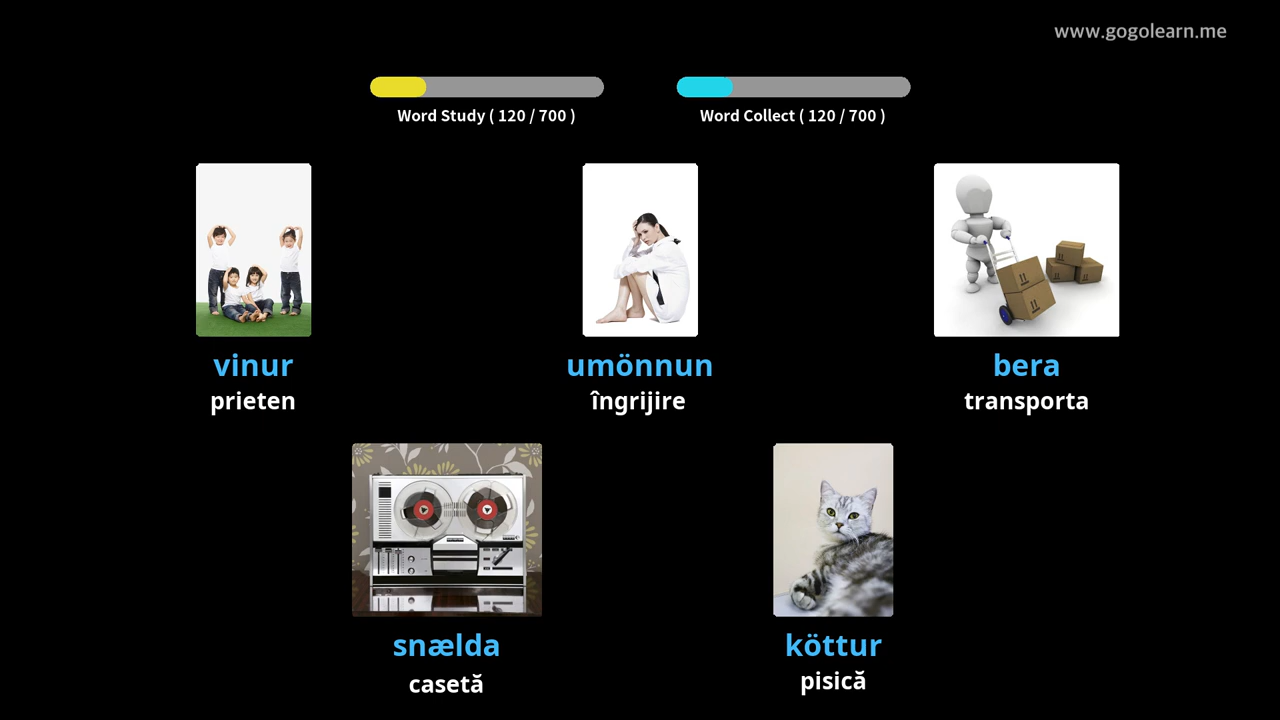 www.gogolearn.me
Word Study ( 120 / 700 )
Word Collect ( 120 / 700 )
vinur
prieten
umönnun
îngrijire
bera
transporta
snælda
casetă
köttur
pisică